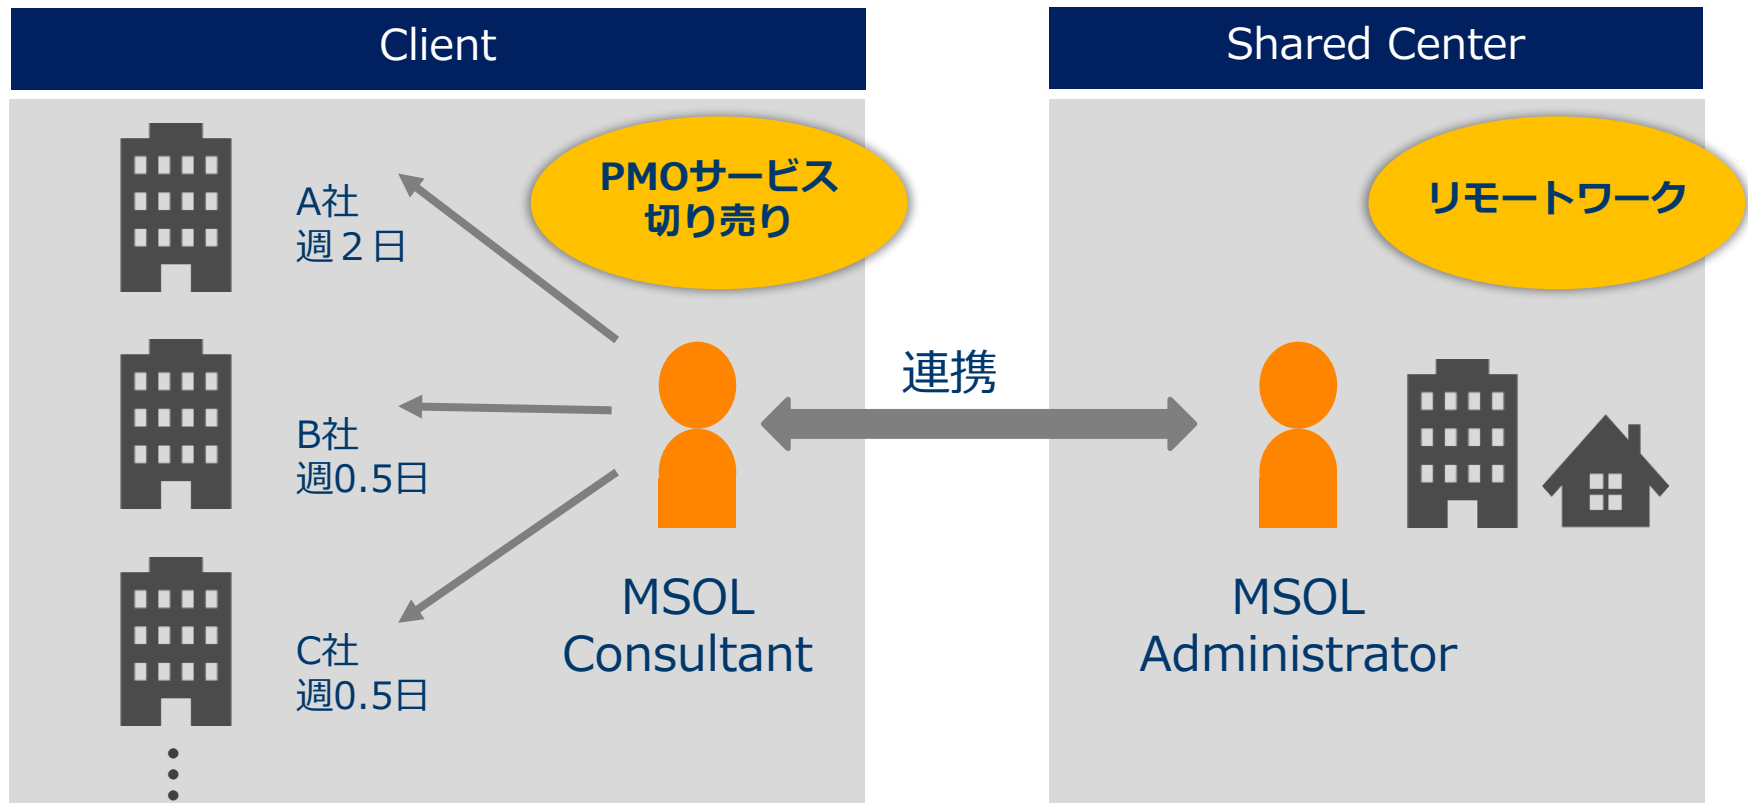 Client
Shared Center
PMOサービス
切り売り
リモートワーク
A社
週２日
連携
B社
週0.5日
MSOL
Consultant
MSOL
Administrator
C社
週0.5日